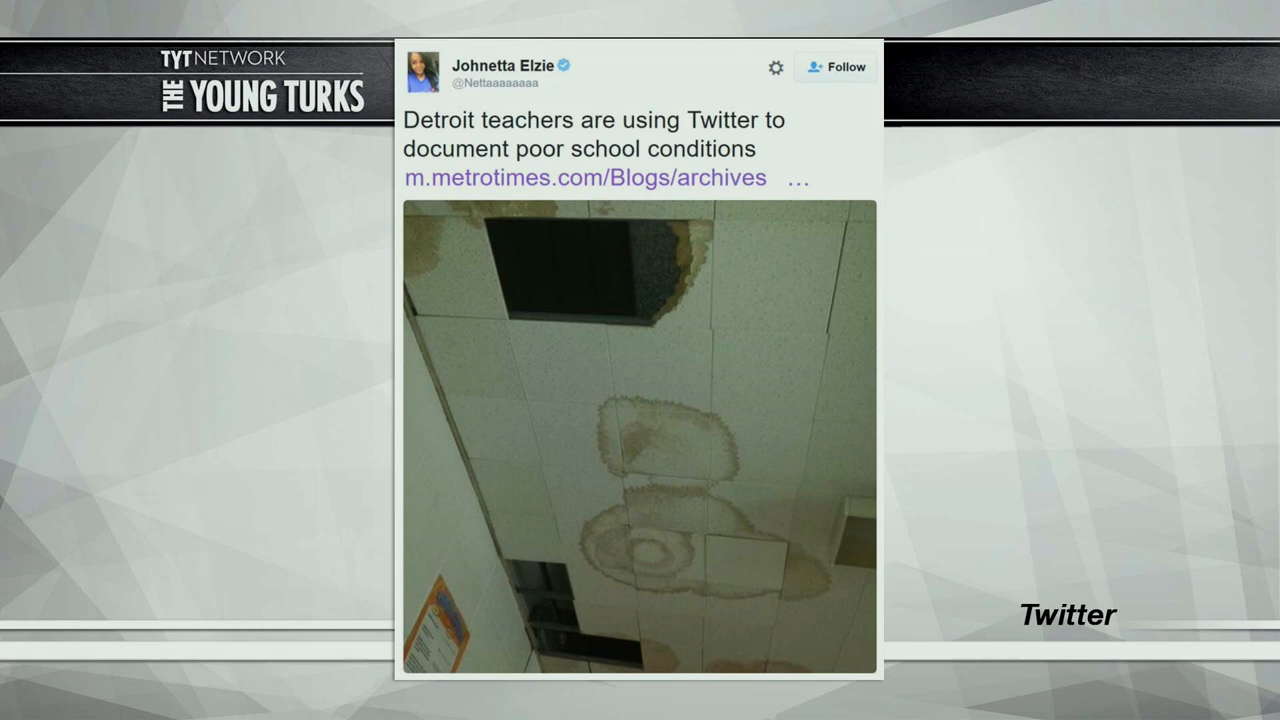 TYT NETWORK
THE YOUNG TURKS
Johnetta Elzie
@Nettaaaaaaaa
Follow
Detroit teachers are using Twitter to
document poor school conditions
m.metrotimes.com/Blogs/archives ...
Twitter